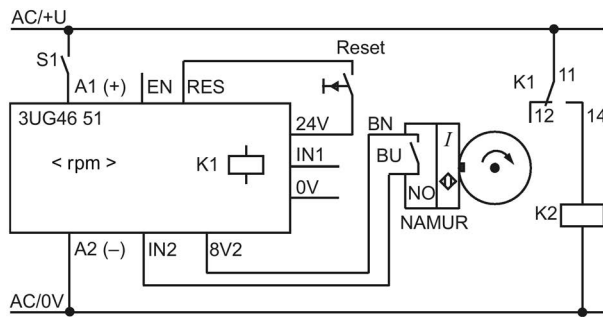 AC/+U
S1
A1 (+)
EN
RES
Reset
3UG46 51
< rpm >
K1
24V
IN1
0V
BN
BU
NO
I
NAMUR
K1
11
12
14
K2
A2 (–)
IN2
8V2
AC/0V